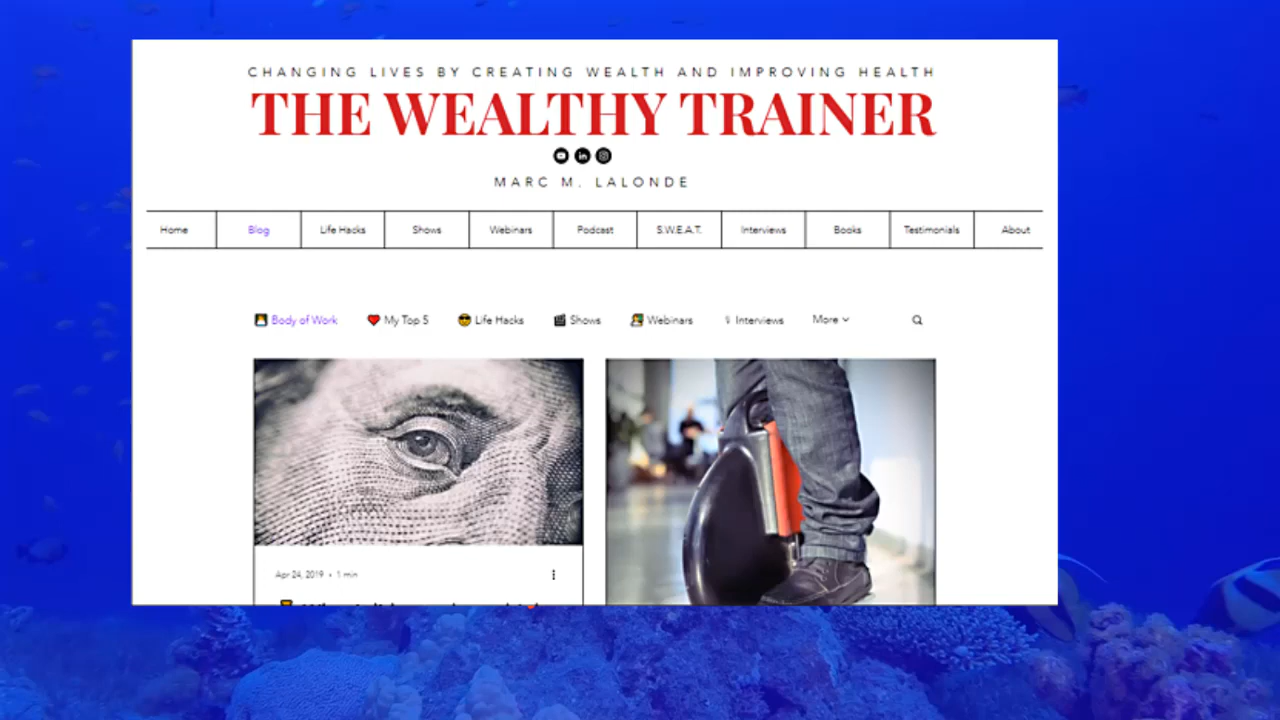 CHANGING LIVES BY CREATING WEALTH AND IMPROVING HEALTH
THE WEALTHY TRAINER
MARC M. LALONDE
Home Blog Life Hacks Shows Webinars Podcast S.W.E.A.T. Interviews Books Testimonials About
Body of Work My Top 5 Life Hacks Shows Webinars Interviews More
Apr 24, 2019 • 1 min